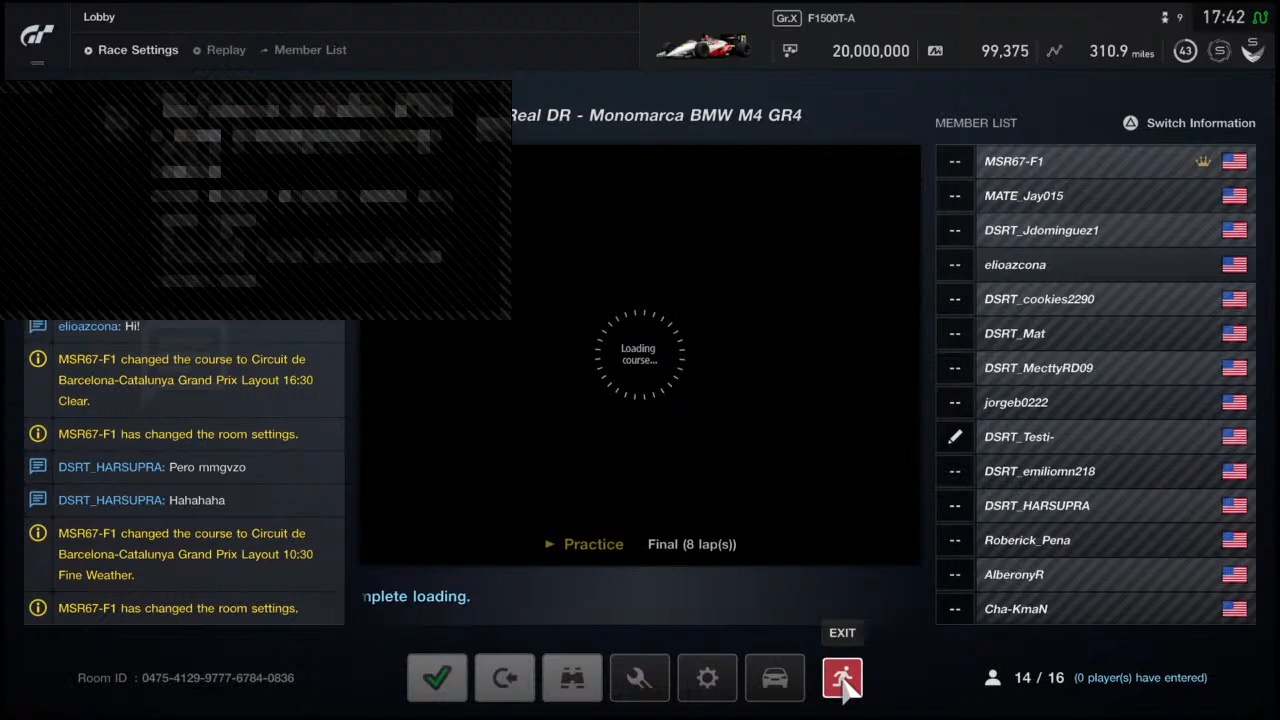 Lobby
Gr.X F1500T-A
9
17:42
Race Settings
Replay
Member List
20,000,000
99,375
310.9 miles
43
S
S
Real DR - Monomarca BMW M4 GR4
MEMBER LIST
Switch Information
elioazcona: Hi!
MSR67-F1 changed the course to Circuit de
Barcelona-Catalunya Grand Prix Layout 16:30
Clear.
MSR67-F1 has changed the room settings.
DSRT_HARSUPRA: Pero mmgvzo
DSRT_HARSUPRA: Hahahaha
MSR67-F1 changed the course to Circuit de
Barcelona-Catalunya Grand Prix Layout 10:30
Fine Weather.
MSR67-F1 has changed the room settings.
Loading
course...
Practice
Final (8 lap(s))
mplete loading.
-- MSR67-F1
-- MATE_Jay015
-- DSRT_Jdominguez1
-- elioazcona
-- DSRT_cookies2290
-- DSRT_Mat
-- DSRT_MecttyRD09
-- jorgeb0222
DSRT_Testi-
-- DSRT_emiliomn218
-- DSRT_HARSUPRA
-- Roberick_Pena
-- AlberonyR
-- Cha-KmaN
EXIT
Room ID : 0475-4129-9777-6784-0836
14 / 16 (0 player(s) have entered)